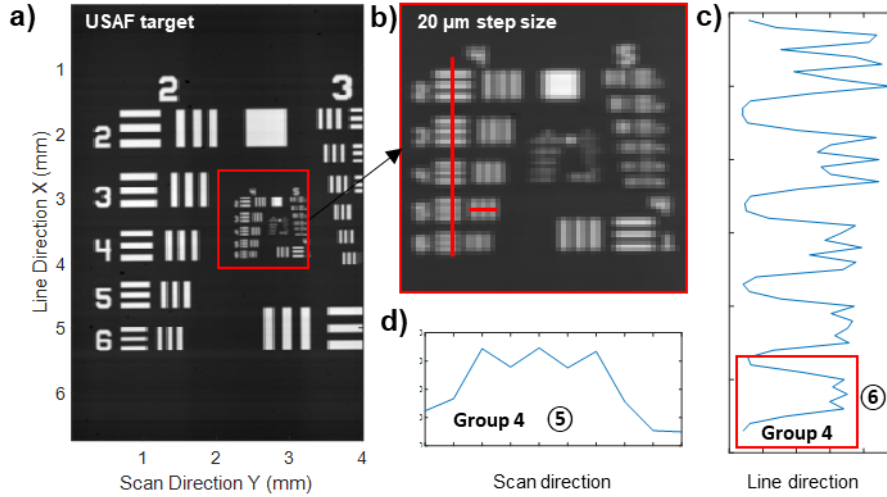 a)
USAF target
2
3
2
3
4
5
6
4
5
1
2
3
4
5
6
Line Direction X (mm)
1
2
3
4
Scan Direction Y (mm)
b)
20 µm step size
c)
d)
Group 4 ⑤
Scan direction
⑥
Group 4
Line direction